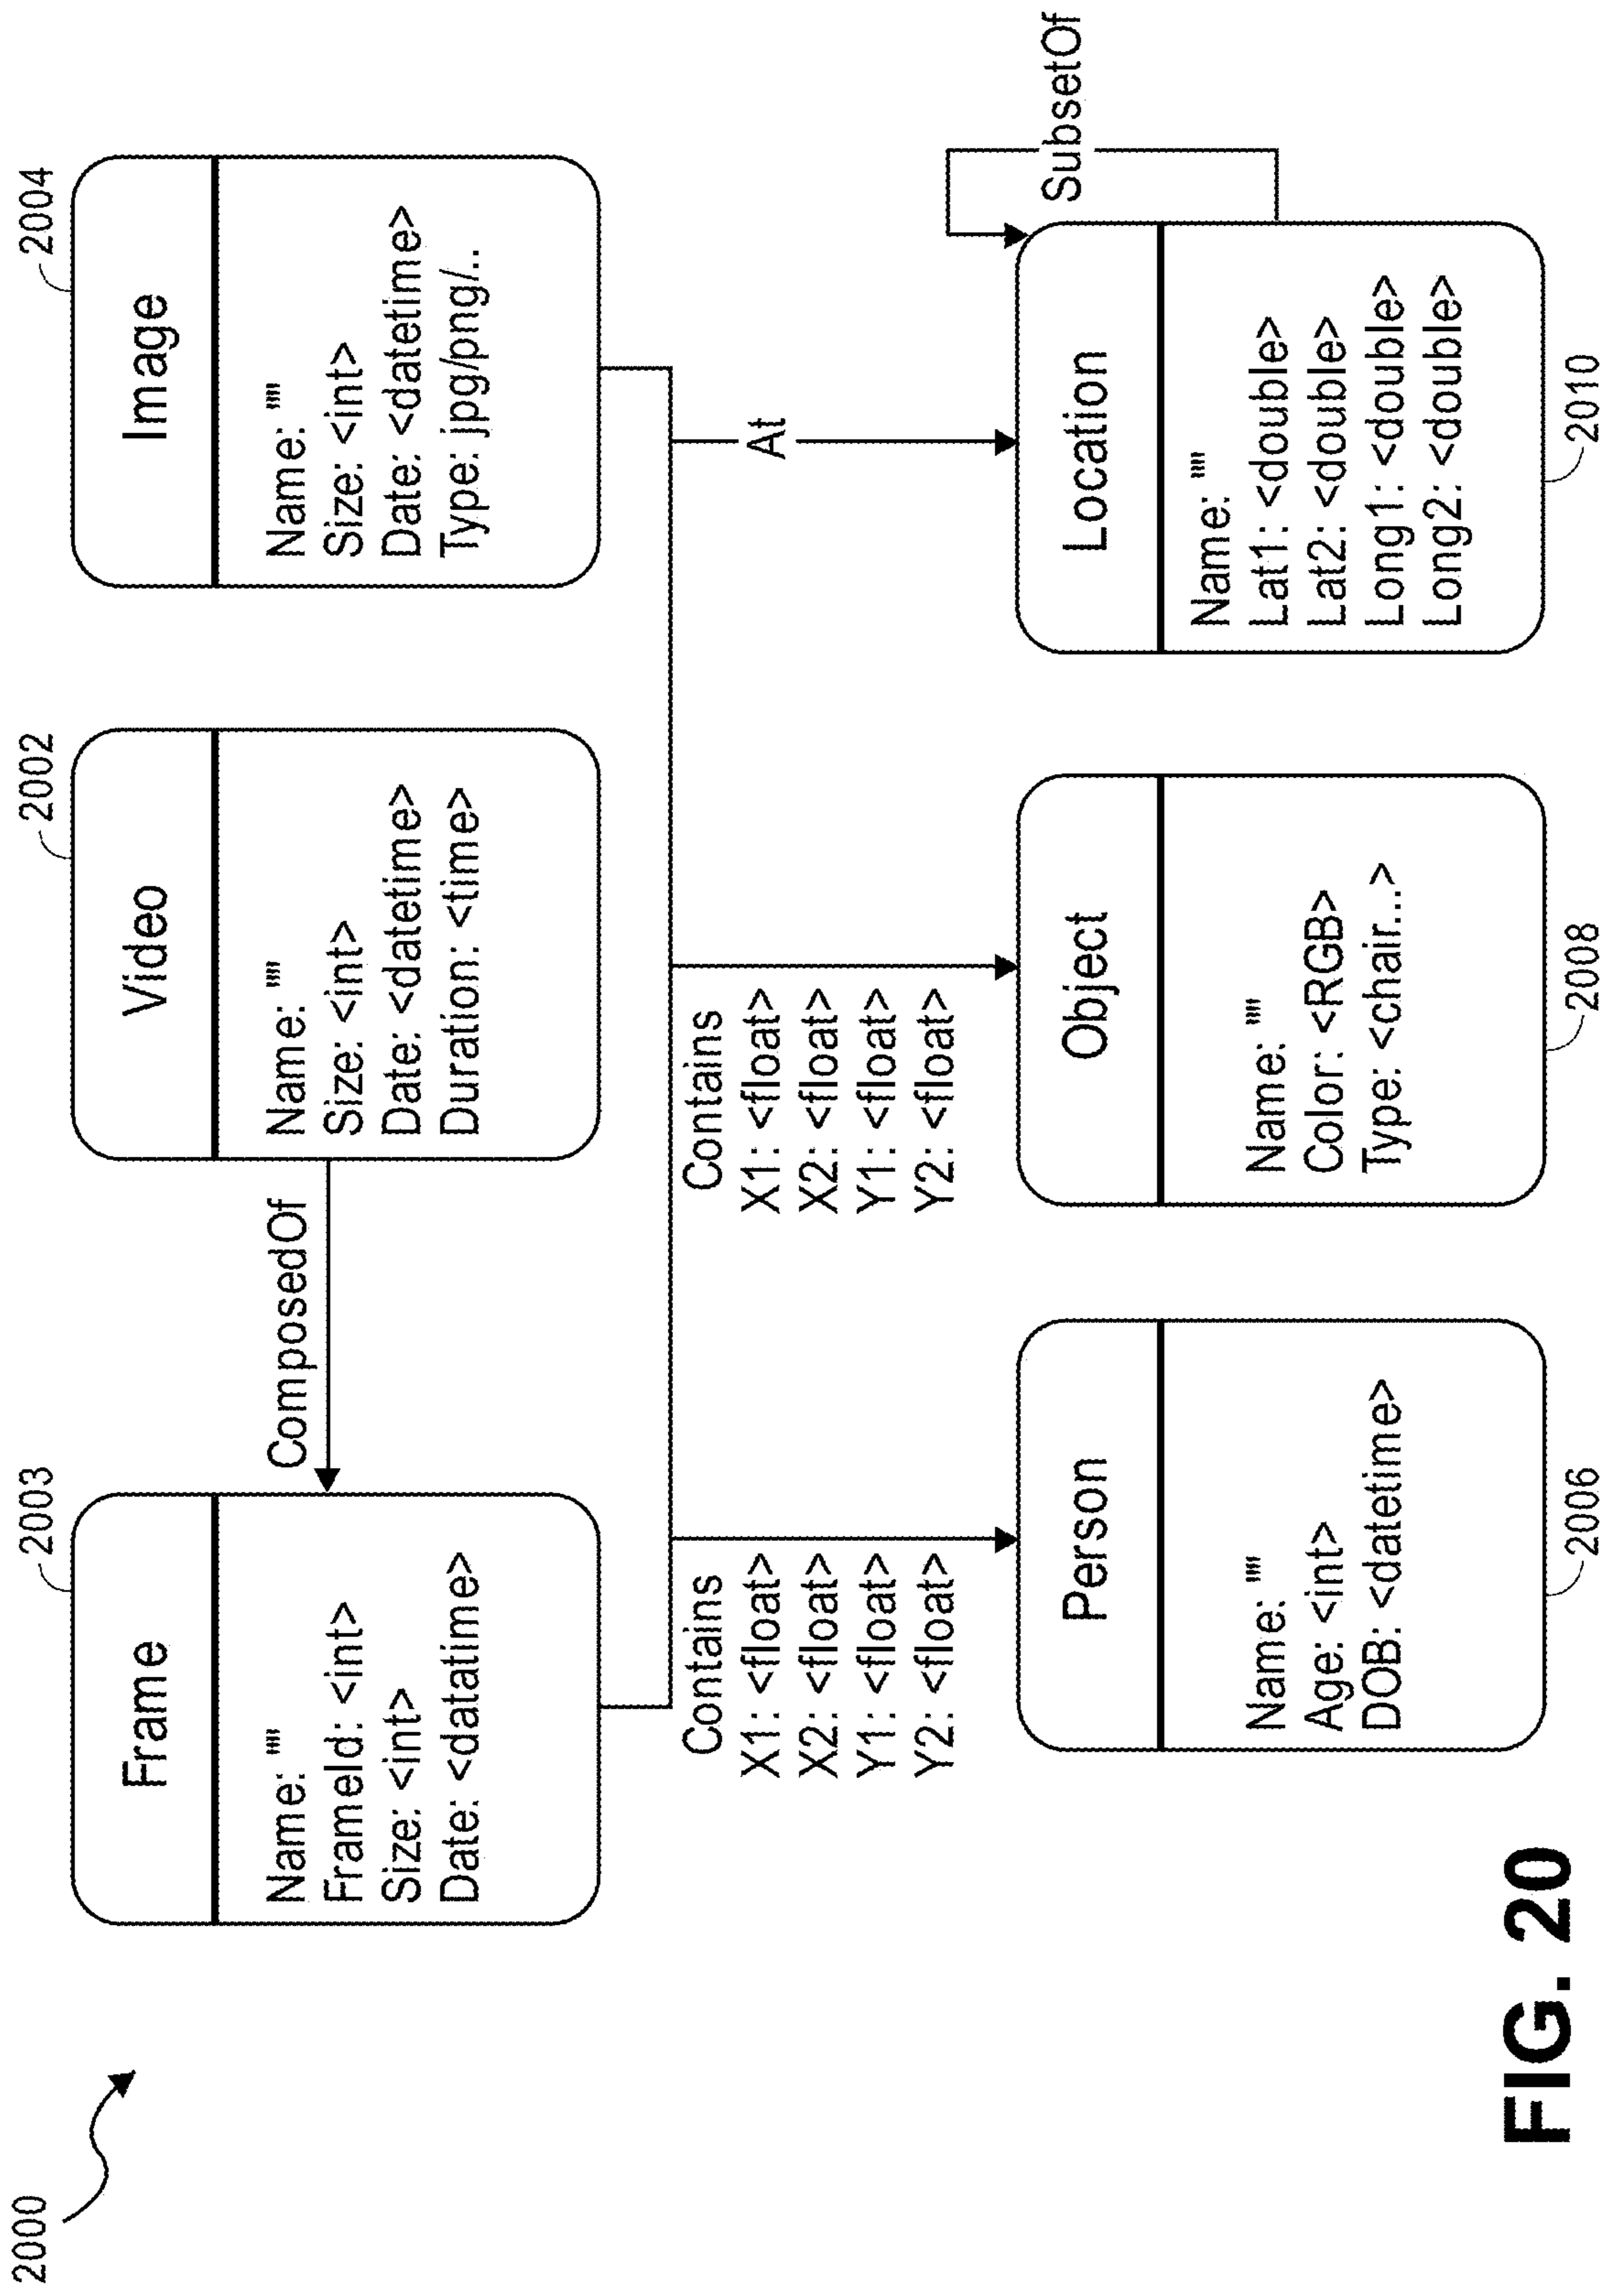 2000
2003
Frame
Name: ""
FrameId: <int>
Size: <int>
Date: <datatime>
ComposedOf
2002
Video
Name: ""
Size: <int>
Date: <datetime>
Duration: <time>
2004
Image
Name: ""
Size: <int>
Date: <datetime>
Type: jpg/png/..
Contains
X1: <float>
X2: <float>
Y1: <float>
Y2: <float>
Contains
X1: <float>
X2: <float>
Y1: <float>
Y2: <float>
At
SubsetOf
Person
Name: ""
Age: <int>
DOB: <datetime>
2006
Object
Name: ""
Color: <RGB>
Type: <chair...>
2008
Location
Name: ""
Lat1: <double>
Lat2: <double>
Long1: <double>
Long2: <double>
2010
FIG. 20